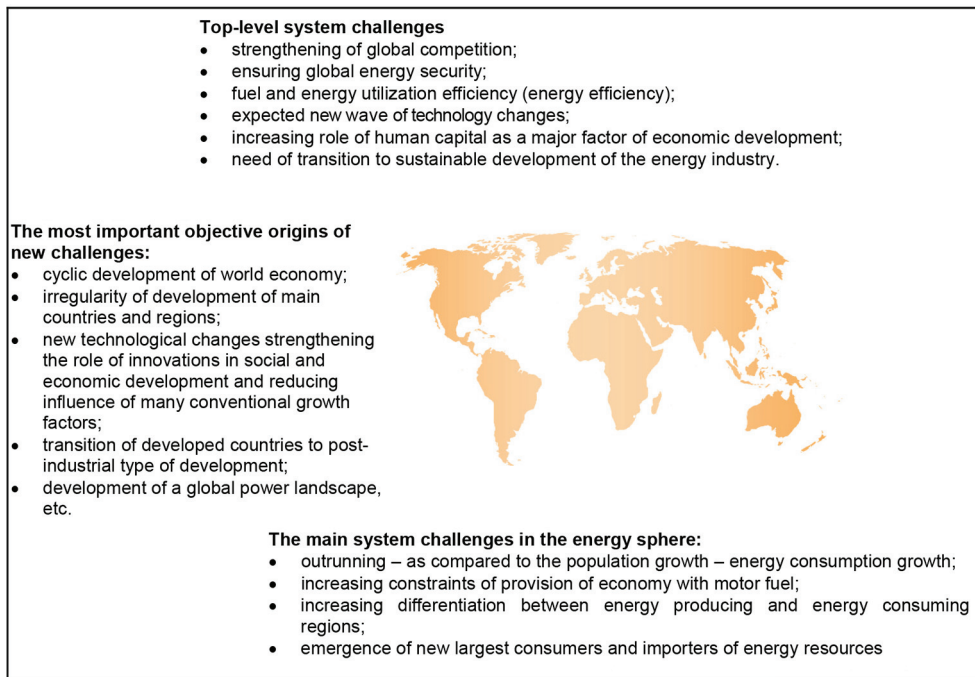 Top-level system challenges
• strengthening of global competition;
• ensuring global energy security;
• fuel and energy utilization efficiency (energy efficiency);
• expected new wave of technology changes;
• increasing role of human capital as a major factor of economic development;
• need of transition to sustainable development of the energy industry.
The most important objective origins of
new challenges:
• cyclic development of world economy;
• irregularity of development of main
countries and regions;
• new technological changes strengthening
the role of innovations in social and
economic development and reducing
influence of many conventional growth
factors;
• transition of developed countries to post-
industrial type of development;
• development of a global power landscape,
etc.
The main system challenges in the energy sphere:
• outrunning – as compared to the population growth – energy consumption growth;
• increasing constraints of provision of economy with motor fuel;
• increasing differentiation between energy producing and energy consuming
regions;
• emergence of new largest consumers and importers of energy resources